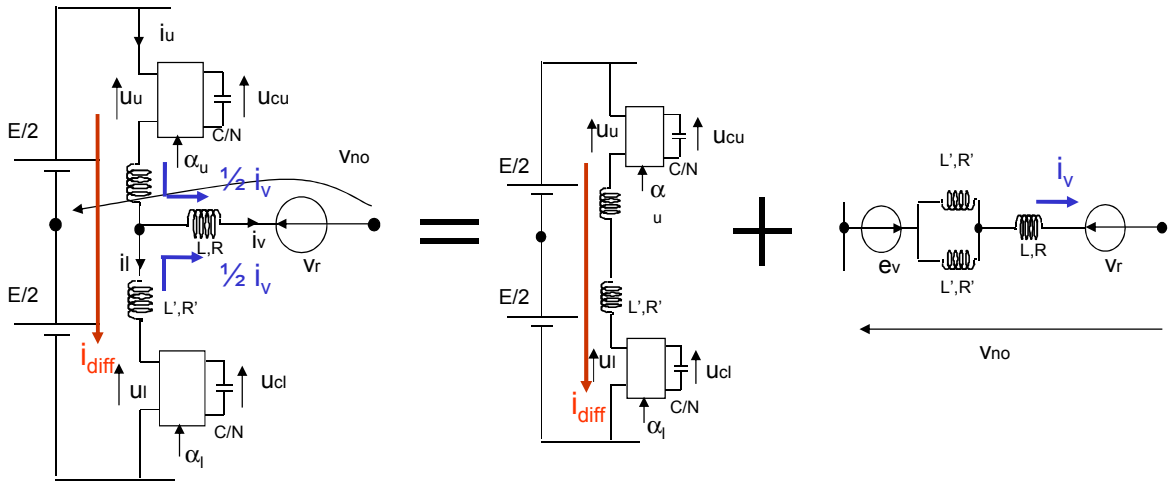 iu
uu
ucu
E/2
C/N
αu
vno
½ iv
L,R
iv
vr
il
½ iv
E/2
L',R'
idiff
ul
ucl
C/N
αl
=
uu
ucu
C/N
E/2
α
u
E/2
L',R'
ul
ucl
idiff
C/N
αl
+
L',R'
iv
ev
L,R
vr
L',R'
vno